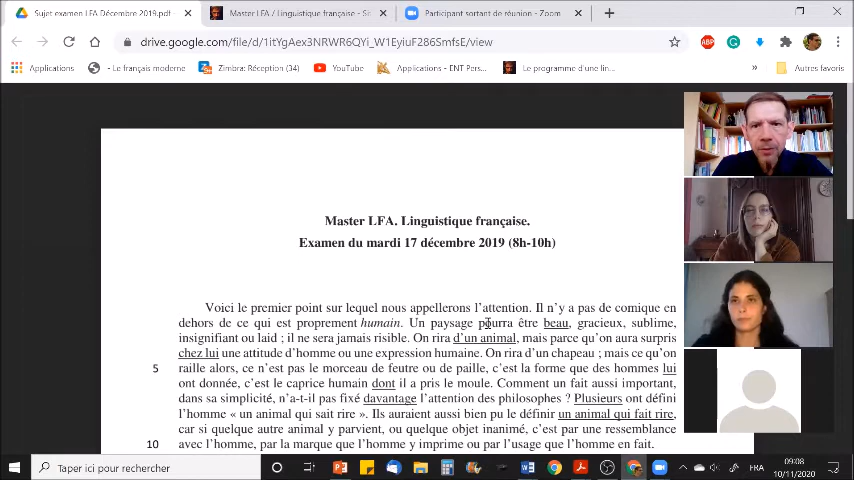 Sujet examen LFA Décembre 2019.pdf -
Master LFA / Linguistique française - Si
Participant sortant de réunion - Zoom
drive.google.com/file/d/1itYgAex3NRWR6QYi_W1EyiuF286SmfsE/view
Applications
- Le français moderne
Zimbra: Réception (34)
YouTube
Applications - ENT Pers...
Le programme d'une lin...
»
Autres favoris
Master LFA. Linguistique française.
Examen du mardi 17 décembre 2019 (8h-10h)
Voici le premier point sur lequel nous appellerons l'attention. Il n'y a pas de comique en
dehors de ce qui est proprement humain. Un paysage pourra être beau, gracieux, sublime,
insignifiant ou laid ; il ne sera jamais risible. On rira d'un animal, mais parce qu'on aura surpris
chez lui une attitude d'homme ou une expression humaine. On rira d'un chapeau ; mais ce qu'on
5 raille alors, ce n'est pas le morceau de feutre ou de paille, c'est la forme que des hommes lui
ont donnée, c'est le caprice humain dont il a pris le moule. Comment un fait aussi important,
dans sa simplicité, n'a-t-il pas fixé davantage l'attention des philosophes ? Plusieurs ont défini
l'homme « un animal qui sait rire ». Ils auraient aussi bien pu le définir un animal qui fait rire,
car si quelque autre animal y parvient, ou quelque objet inanimé, c'est par une ressemblance
10 avec l'homme, par la marque que l'homme y imprime ou par l'usage que l'homme en fait.
Taper ici pour rechercher
FRA
09:08
10/11/2020